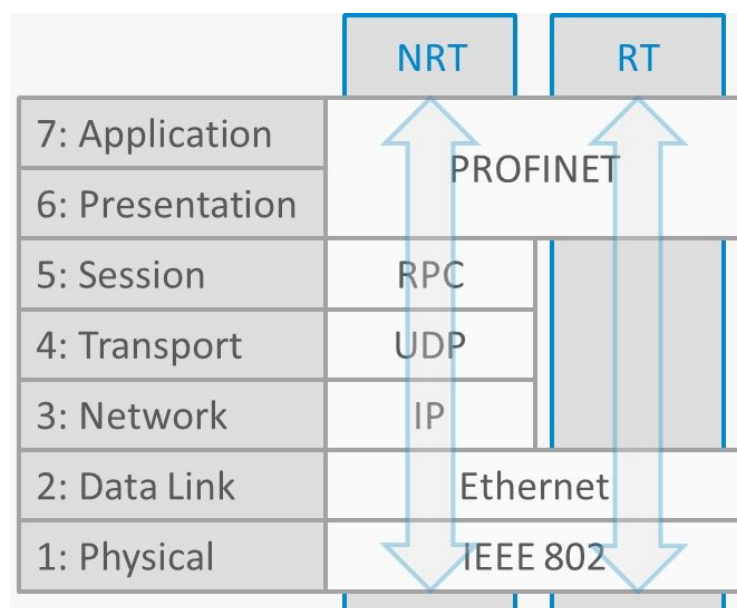 NRT RT
7: Application
PROFINET
6: Presentation
5: Session RPC
4: Transport UDP
3: Network IP
2: Data Link Ethernet
1: Physical IEEE 802